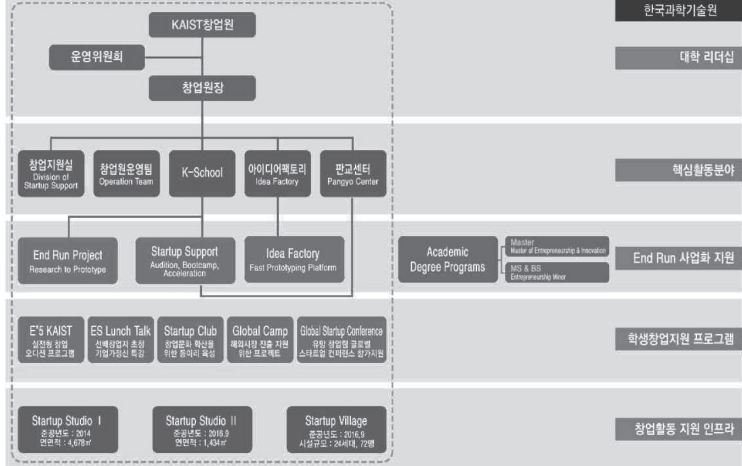 한국과학기술원
KAIST창업원
운영위원회
대학 리더십
창업원장
창업지원실
Division of
Startup Support
창업원운영팀
Operation Team
K-School
아이디어팩토리
Idea Factory
판교센터
Pangyo Center
핵심활동분야
End Run Project
Research to Prototype
Startup Support
Audition, Bootcamp,
Acceleration
Idea Factory
Fast Prototyping Platform
Academic
Degree Programs
Master
Master of Entrepreneurship & Innovation
MS & BS
Entrepreneurship Minor
End Run 사업화 지원
E*5 KAIST
실전형 창업
오디션 프로그램
ES Lunch Talk
선배창업자 초청
기업가정신 특강
Startup Club
창업문화 확산을
위한 동아리 육성
Global Camp
해외시장 진출 지원
위한 프로젝트
Global Startup Conference
유망 창업팀 글로벌
스타트업 컨퍼런스 참가지원
학생창업지원 프로그램
Startup Studio Ⅰ
준공년도 : 2014
연면적 : 4,678㎡
Startup Studio Ⅱ
준공년도 : 2016.9
연면적 : 1,434㎡
Startup Village
준공년도 : 2016.9
시설규모 : 24세대, 72명
창업활동 지원 인프라